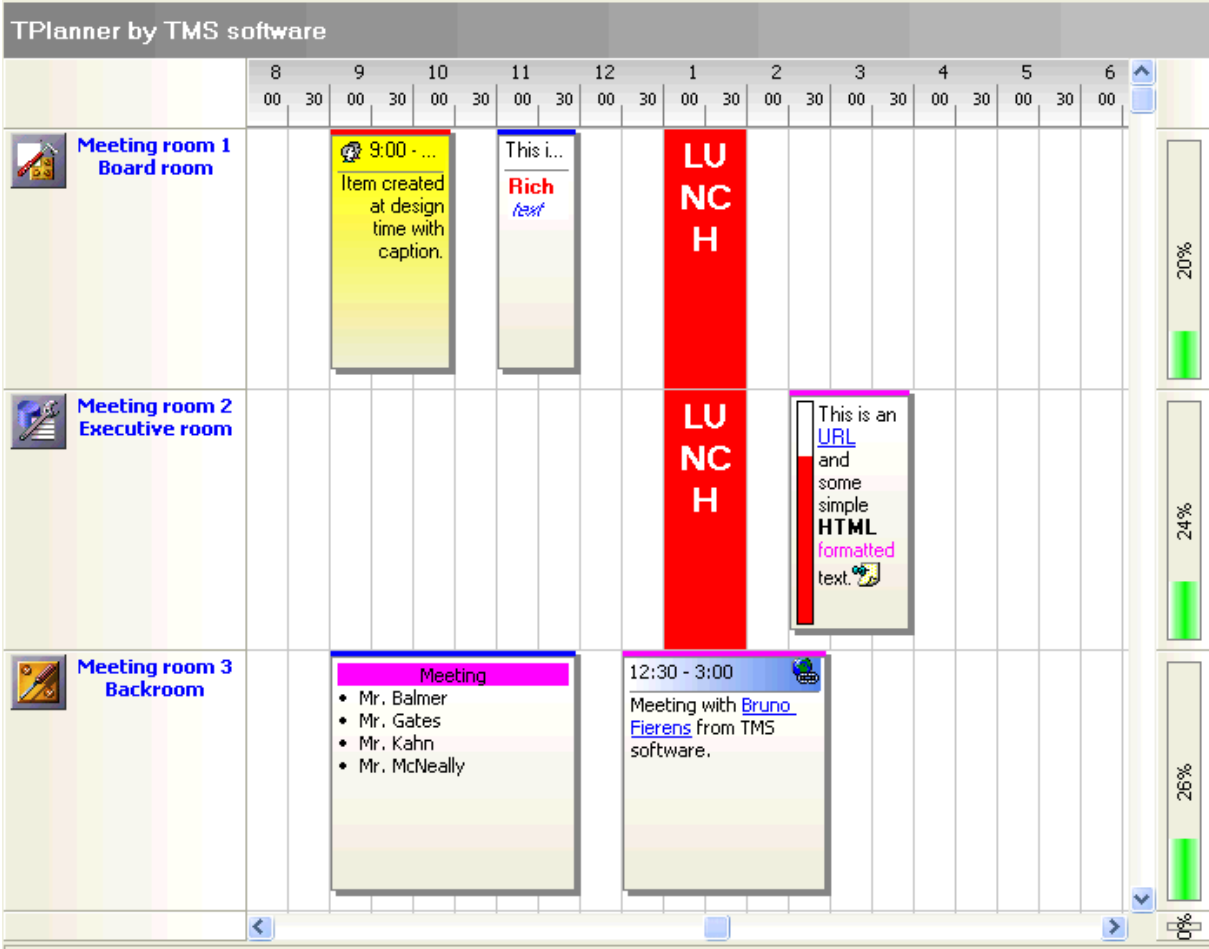 TPlanner by TMS software
8 9 10 11 12 1 2 3 4 5 6
00 30 00 30 00 30 00 30 00 30 00 30 00 30 00 30 00 30 00 30 00
Meeting room 1
Board room
9:00 - ...
Item created
at design
time with
caption.
This i...
Rich
text
LU
NC
H
20%
Meeting room 2
Executive room
LU
NC
H
This is an
URL
and
some
simple
HTML
formatted
text.
24%
Meeting room 3
Backroom
Meeting
• Mr. Balmer
• Mr. Gates
• Mr. Kahn
• Mr. McNeally
12:30 - 3:00
Meeting with Bruno
Fierens from TMS
software.
26%
0%